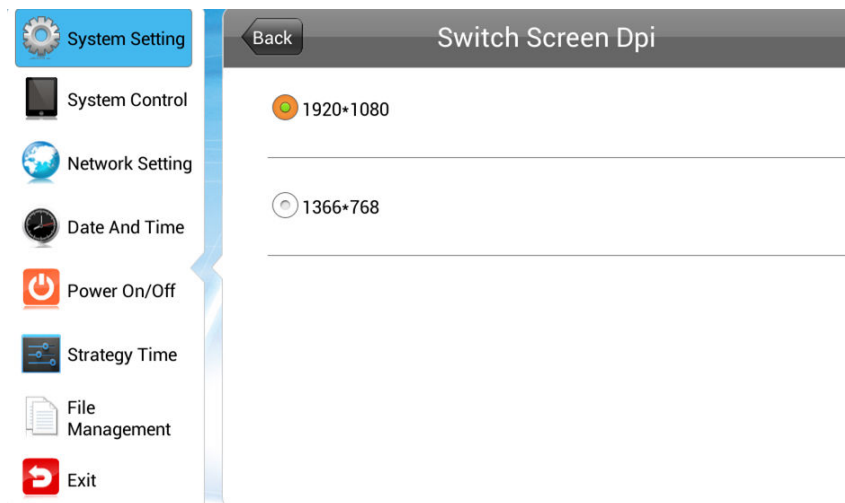 System Setting
System Control
Network Setting
Date And Time
Power On/Off
Strategy Time
File
Management
Exit
Back
Switch Screen Dpi
1920*1080
1366*768